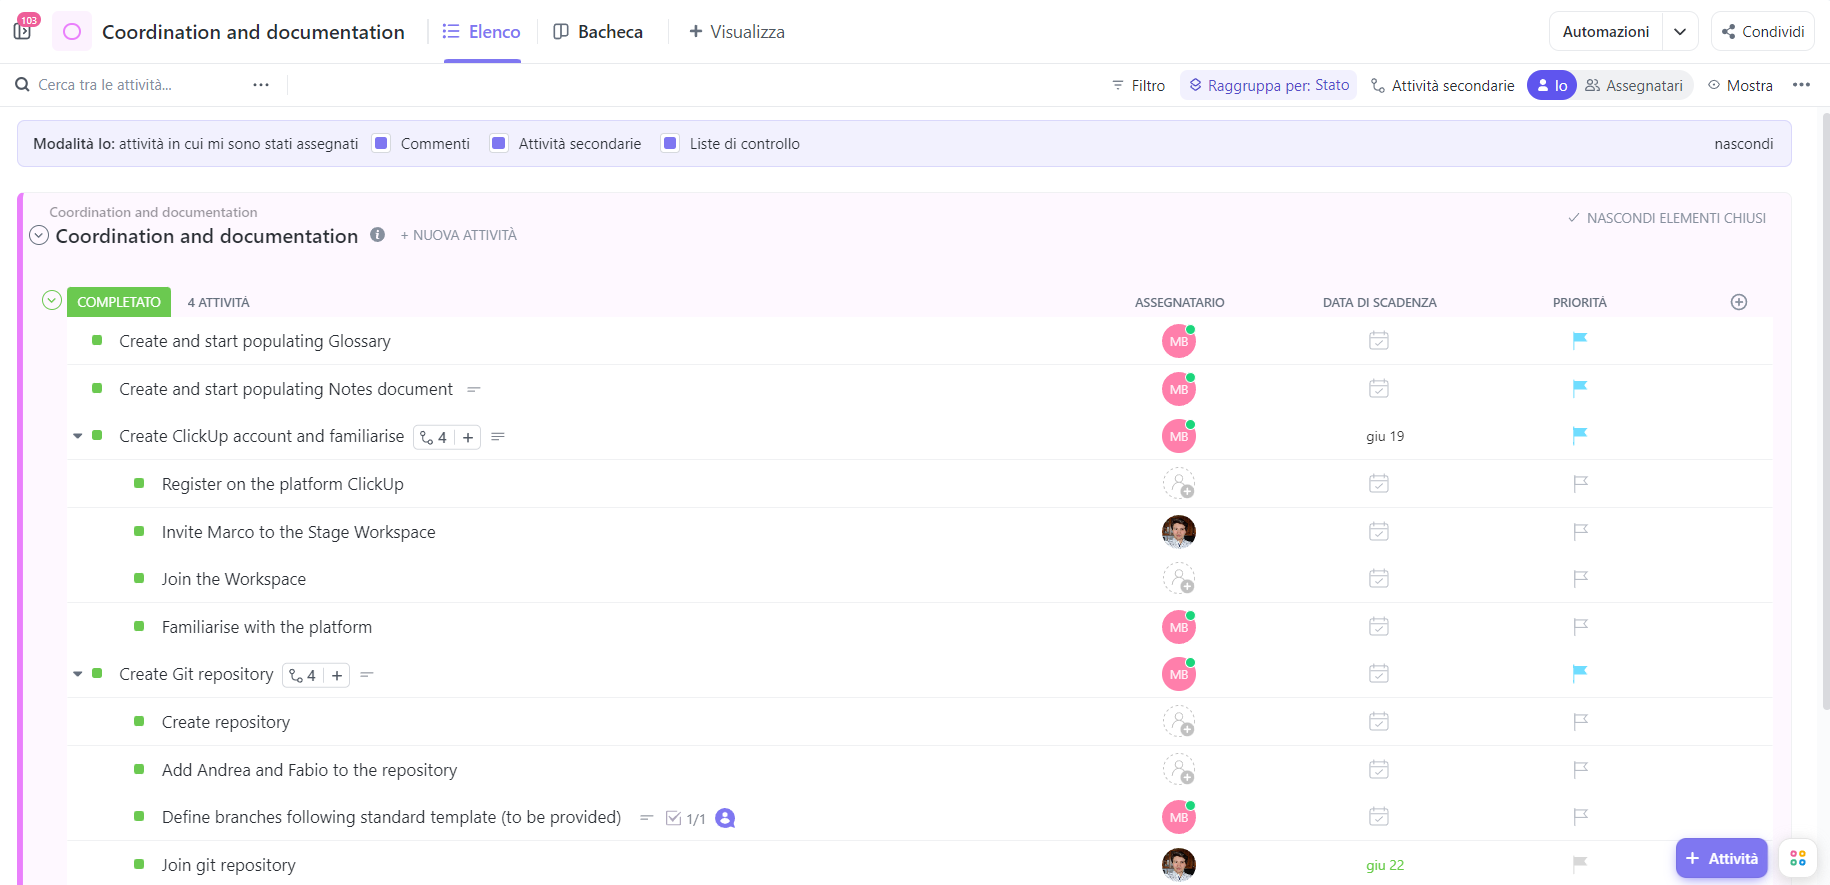 103
Coordination and documentation
Elenco
Bacheca
+ Visualizza
Automazioni
Condividi
Cerca tra le attività...
Filtro
Raggruppa per: Stato
Attività secondarie
Io
Assegnatari
Mostra
Modalità Io: attività in cui mi sono stati assegnati
Commenti
Attività secondarie
Liste di controllo
nascondi
Coordination and documentation
NASCONDI ELEMENTI CHIUSI
Coordination and documentation
+ NUOVA ATTIVITÀ
COMPLETATO
4 ATTIVITÀ
ASSEGNATARIO
DATA DI SCADENZA
PRIORITÀ
Create and start populating Glossary
MB
Create and start populating Notes document
MB
Create ClickUp account and familiarise
4
+
MB
giu 19
Register on the platform ClickUp
Invite Marco to the Stage Workspace
Join the Workspace
Familiarise with the platform
MB
Create Git repository
4
+
MB
Create repository
Add Andrea and Fabio to the repository
Define branches following standard template (to be provided)
1/1
MB
Join git repository
giu 22
+ Attività